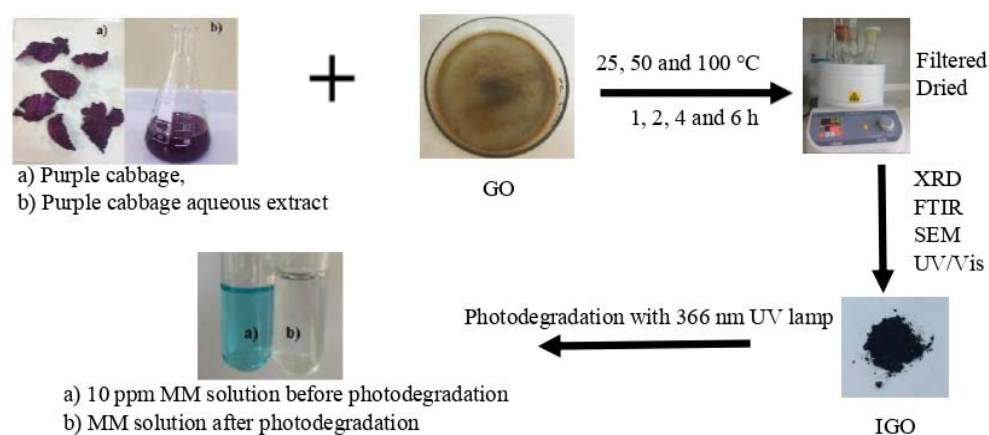 a)
b)
25, 50 and 100 °C
1, 2, 4 and 6 h
Filtered
Dried
a) Purple cabbage,
b) Purple cabbage aqueous extract
GO
XRD
FTIR
SEM
UV/Vis
a)
b)
Photodegradation with 366 nm UV lamp
a) 10 ppm MM solution before photodegradation
b) MM solution after photodegradation
IGO